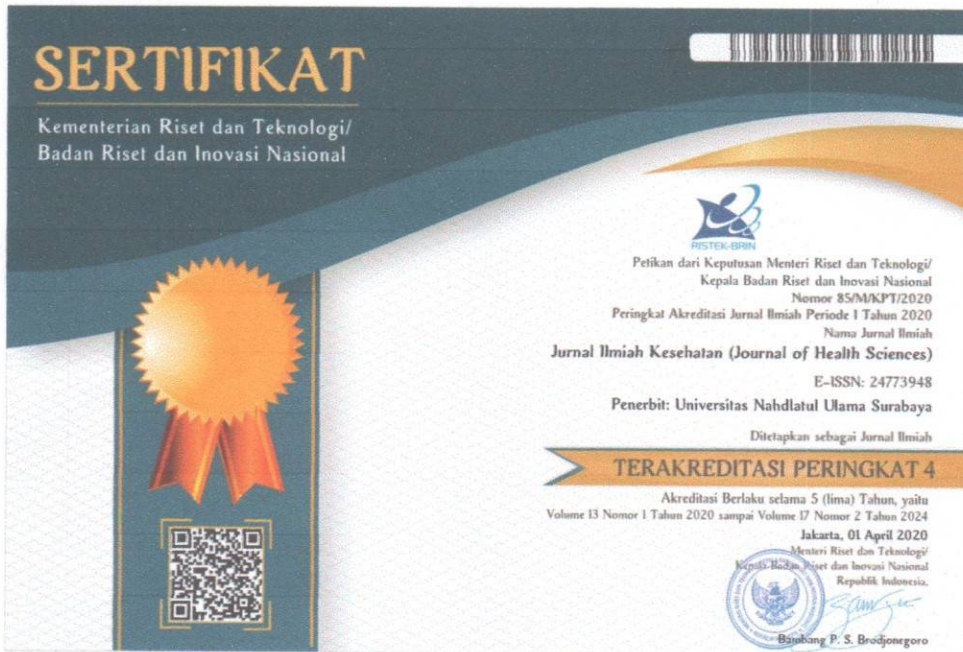 SERTIFIKAT
Kementerian Riset dan Teknologi/
Badan Riset dan Inovasi Nasional
RISTEK-BRIN
Petikan dari Keputusan Menteri Riset dan Teknologi/
Kepala Badan Riset dan Inovasi Nasional
Nomor 85/M/KPT/2020
Peringkat Akreditasi Jurnal Ilmiah Periode I Tahun 2020
Nama Jurnal Ilmiah
Jurnal Ilmiah Kesehatan (Journal of Health Sciences)
E-ISSN: 24773948
Penerbit: Universitas Nahdlatul Ulama Surabaya
Ditetapkan sebagai Jurnal Ilmiah
TERAKREDITASI PERINGKAT 4
Akreditasi Berlaku selama 5 (lima) Tahun, yaitu
Volume 13 Nomor 1 Tahun 2020 sampai Volume 17 Nomor 2 Tahun 2024
Jakarta, 01 April 2020
Menteri Riset dan Teknologi/
Kepala Badan Riset dan Inovasi Nasional
Republik Indonesia,
Bambang P. S. Brodjonegoro